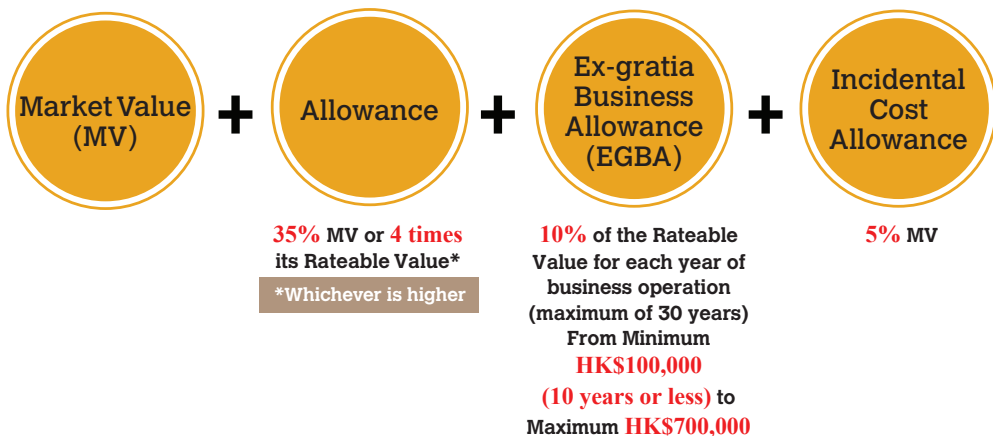 Market Value
(MV)
+
Allowance
+
Ex-gratia
Business
Allowance
(EGBA)
+
Incidental
Cost
Allowance
35% MV or 4 times
its Rateable Value*
*Whichever is higher
10% of the Rateable
Value for each year of
business operation
(maximum of 30 years)
From Minimum
HK$100,000
(10 years or less) to
Maximum HK$700,000
5% MV